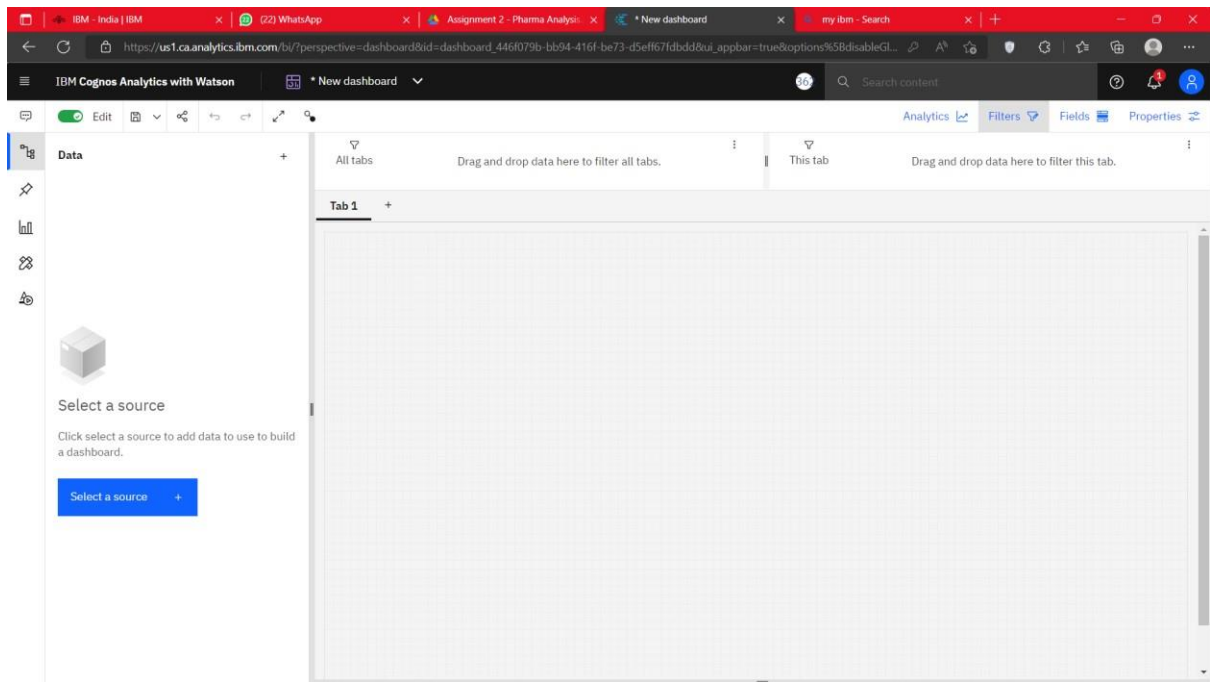 IBM - India | IBM
(22) WhatsApp
Assignment 2 - Pharma Analysis
* New dashboard
my ibm - Search
https://us1.ca.analytics.ibm.com/bi/?perspective=dashboard&id=dashboard_446f079b-bb94-416f-be73-d5eff67fdbdd&ui_appbar=true&options%5BdisableGl...
IBM Cognos Analytics with Watson
* New dashboard
Search content
1
Edit
Analytics
Filters
Fields
Properties
Data
All tabs
Drag and drop data here to filter all tabs.
This tab
Drag and drop data here to filter this tab.
Tab 1
Select a source
Click select a source to add data to use to build
a dashboard.
Select a source +